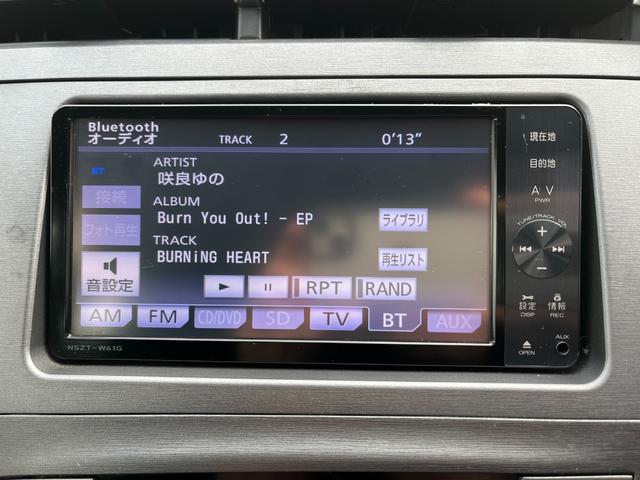 Bluetooth
オーディオ TRACK 2 0'13"
BT
ARTIST
咲良ゆの
接続
ALBUM
Burn You Out! - EP ライブラリ
フォト再生
TRACK
BURNiNG HEART 再生リスト
音設定
RPT RAND
AM FM CD/DVD SD TV BT AUX
NSZT-W61G
現在地
目的地
AV
PWR
TUNE/TRACK VOL
+
−
設定 情報
DISP REC
OPEN
AUX